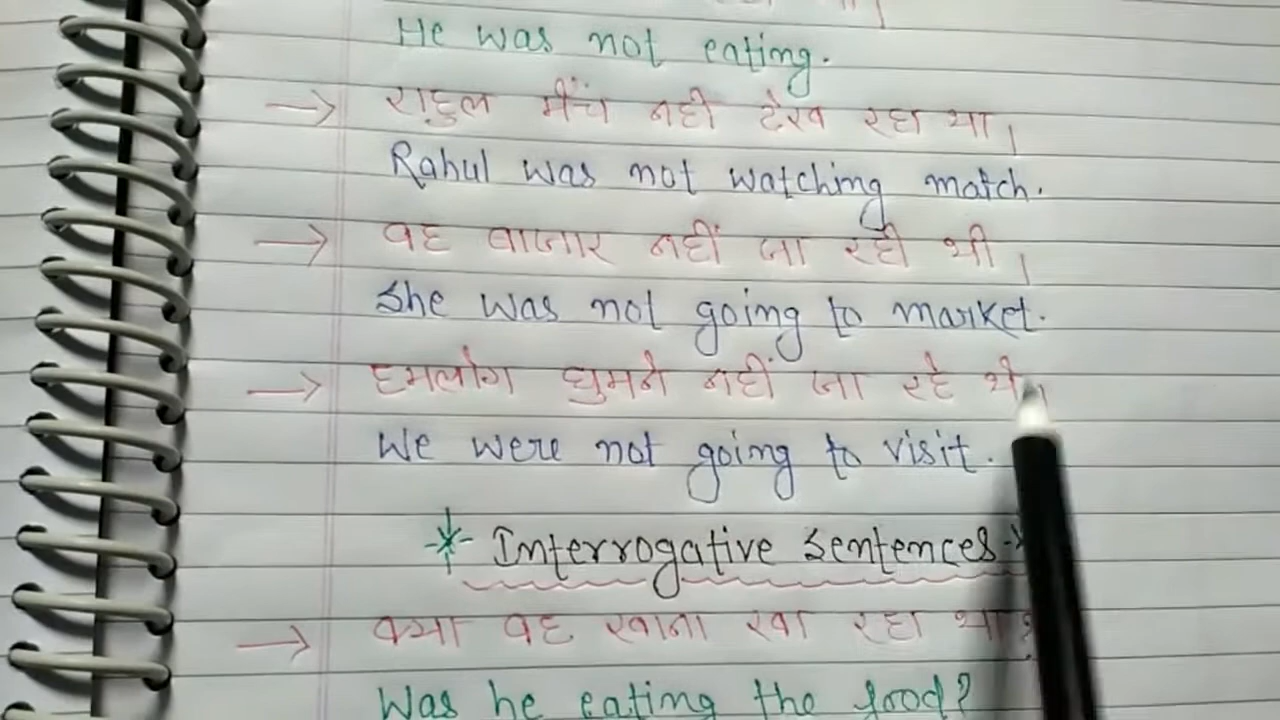 He was not eating.
→ राहुल मैच नही देख रहा था।
Rahul was not watching match.
→ वह बाजार नहीं जा रही थी।
She was not going to market.
→ हमलोग घुमने नहीं जा रहे थे।
We were not going to visit.
* Interrogative Sentences *
→ क्या वह खाना खा रहा था?
Was he eating the food?